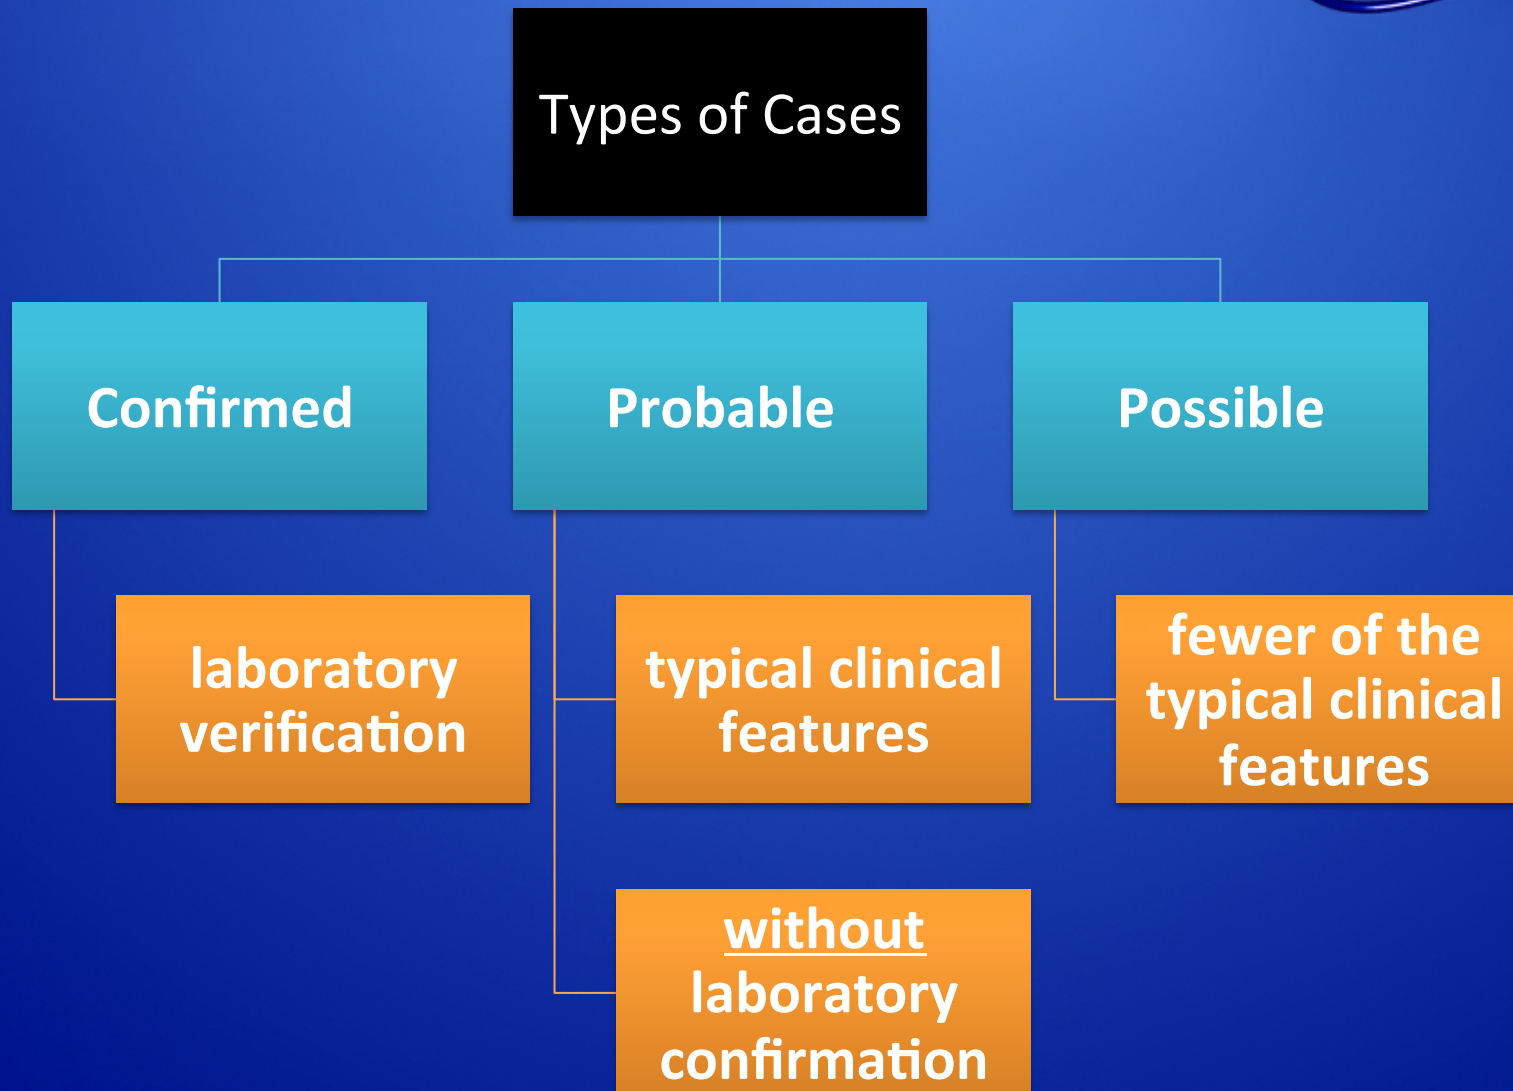 Types of Cases
Confirmed
Probable
Possible
laboratory
verification
typical clinical
features
fewer of the
typical clinical
features
without
laboratory
confirmation